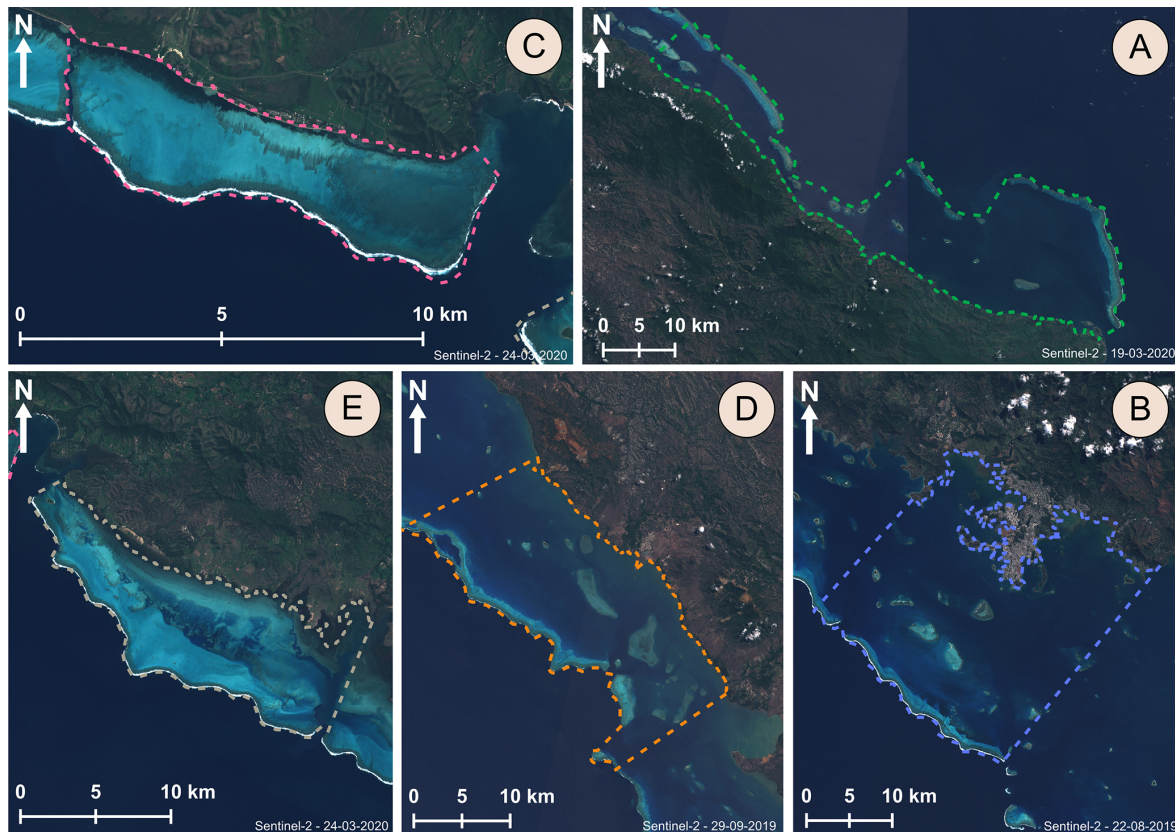 N
C
0
5
10 km
Sentinel-2 - 24-03-2020
N
A
0
5
10 km
Sentinel-2 - 19-03-2020
N
E
0
5
10 km
Sentinel-2 - 24-03-2020
N
D
0
5
10 km
Sentinel-2 - 29-09-2019
N
B
0
5
10 km
Sentinel-2 - 22-08-2019